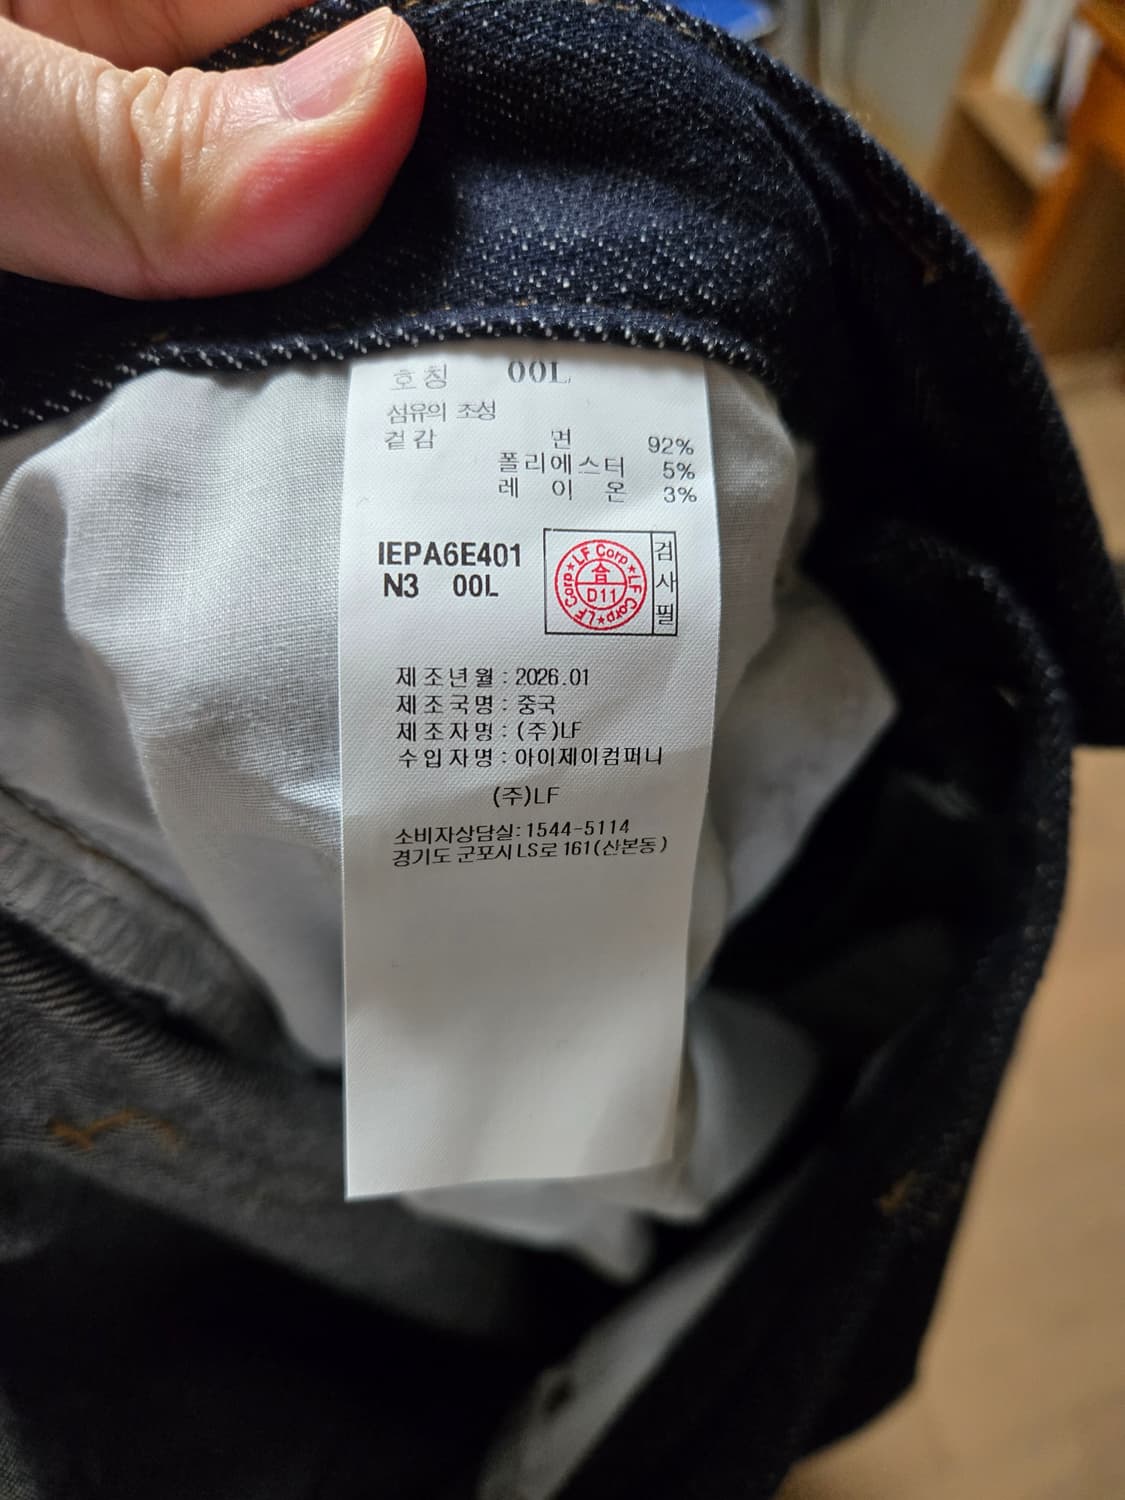 호칭 00L
섬유의 조성
겉감 면 92%
폴리에스터 5%
레이온 3%
IEPA6E401
N3 00L
LF Corp ★ LF Corp ★ LF Corp ★
合
D11
검사필
제조년월 : 2026.01
제조국명 : 중국
제조자명 : (주)LF
수입자명 : 아이제이컴퍼니
(주)LF
소비자상담실: 1544-5114
경기도 군포시 LS로 161 (산본동)